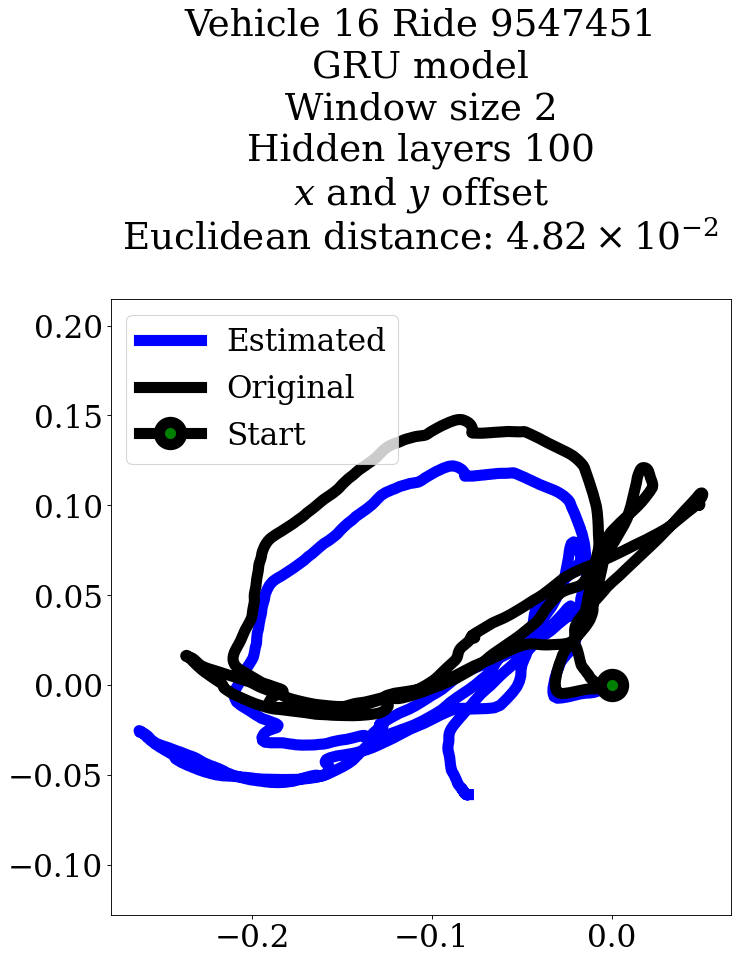 Vehicle 16 Ride 9547451
GRU model
Window size 2
Hidden layers 100
x and y offset
Euclidean distance: 4.82 × 10⁻²
Estimated
Original
Start
0.20
0.15
0.10
0.05
0.00
−0.05
−0.10
−0.2
−0.1
0.0